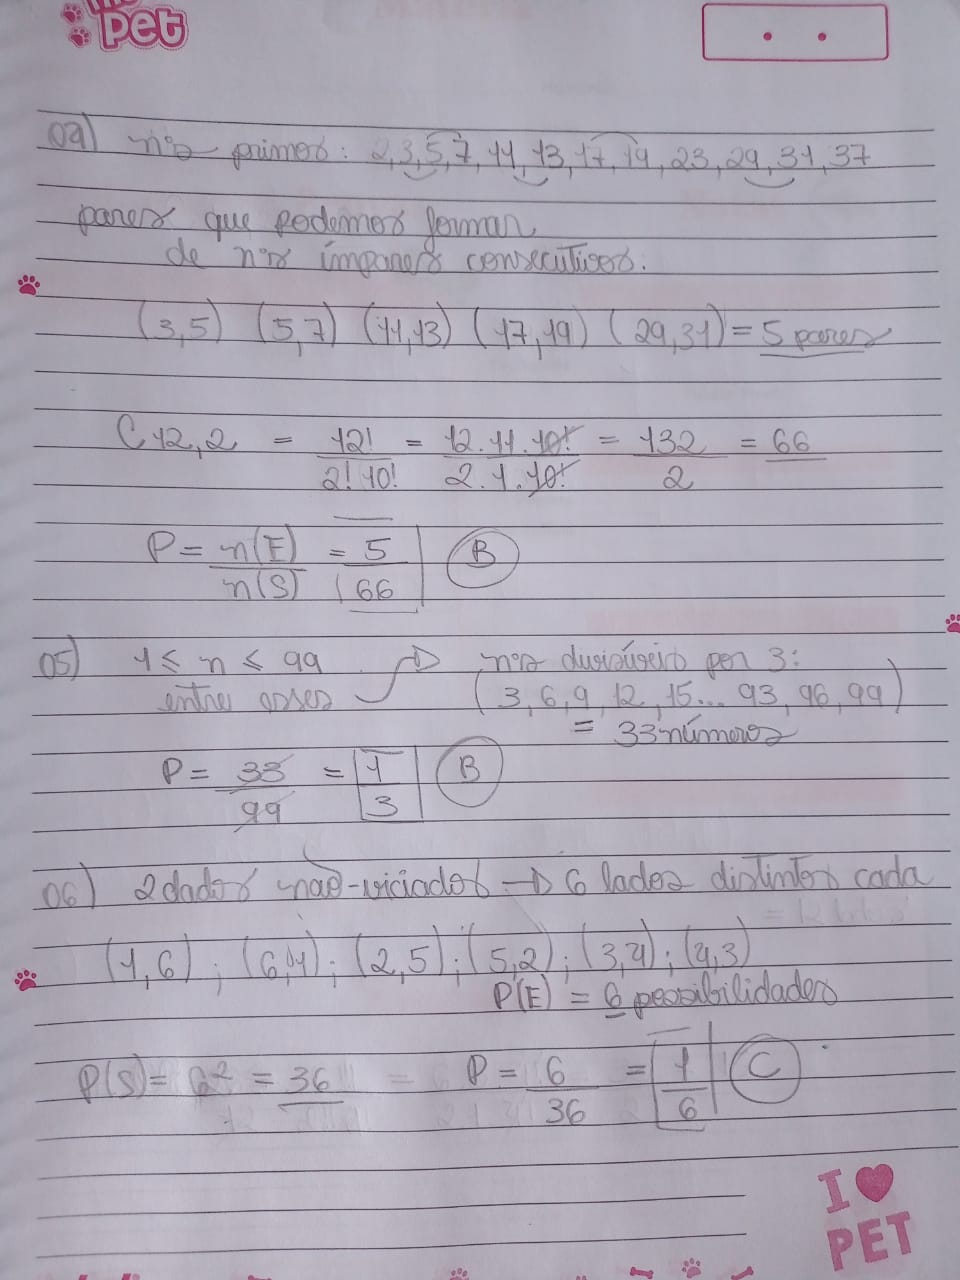 Pet
04) nºs primos: 2,3,5,7,11,13,17,19,23,29,31,37
pares que podemos formar
de nºs ímpares consecutivos:
(3,5) (5,7) (11,13) (17,19) (29,31) = 5 pares
C12,2 = 12!/2!10! = 12.11.10!/2.1.10! = 132/2 = 66
P = n(E)/n(S) = 5/66 B
05) 1 ≤ n ≤ 99 → nºs divisíveis por 3:
entre esses (3,6,9,12,15... 93,96,99)
= 33 números
P = 33/99 = 1/3 B
06) 2 dados não-viciados → 6 lados distintos cada
(1,6); (6,1); (2,5); (5,2); (3,4); (4,3)
P(E) = 6 possibilidades
P(S) = 6² = 36 P = 6/36 = 1/6 C
I ♥
PET